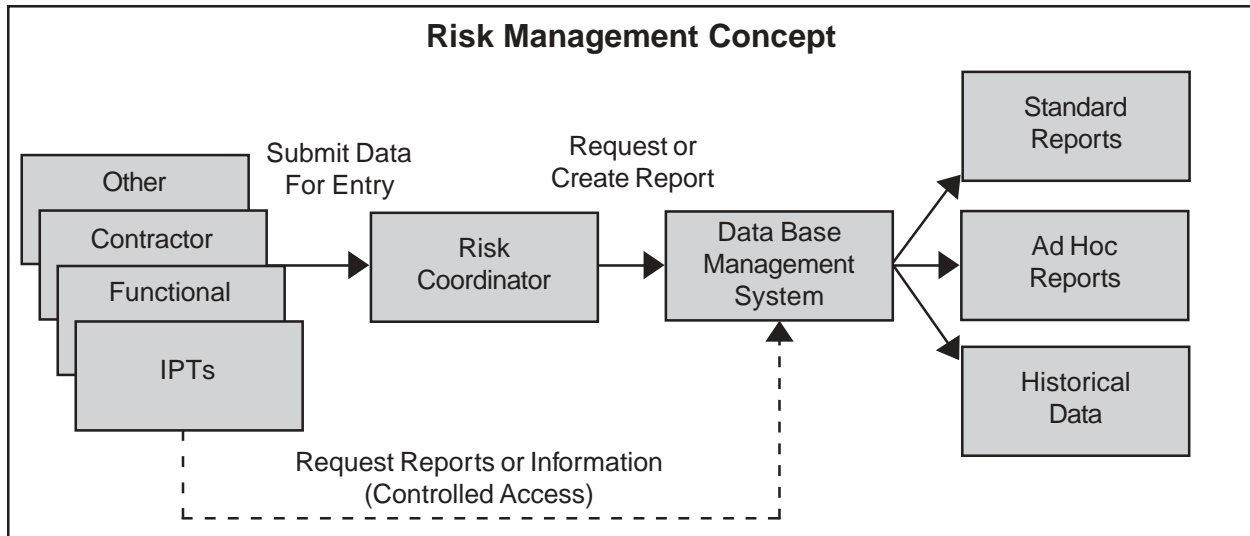 Risk Management Concept
Other
Contractor
Functional
IPTs
Submit Data
For Entry
Risk
Coordinator
Request or
Create Report
Data Base
Management
System
Standard
Reports
Ad Hoc
Reports
Historical
Data
Request Reports or Information
(Controlled Access)